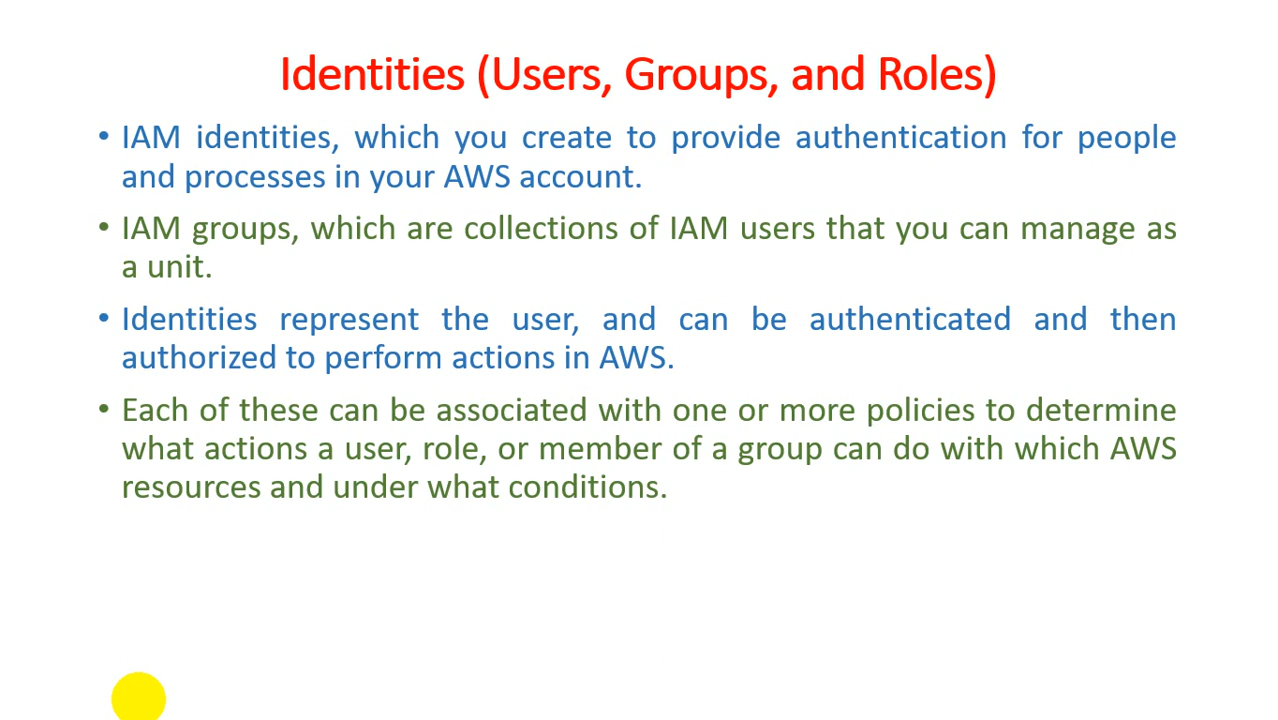 Identities (Users, Groups, and Roles)
• IAM identities, which you create to provide authentication for people
and processes in your AWS account.
• IAM groups, which are collections of IAM users that you can manage as
a unit.
• Identities represent the user, and can be authenticated and then
authorized to perform actions in AWS.
• Each of these can be associated with one or more policies to determine
what actions a user, role, or member of a group can do with which AWS
resources and under what conditions.